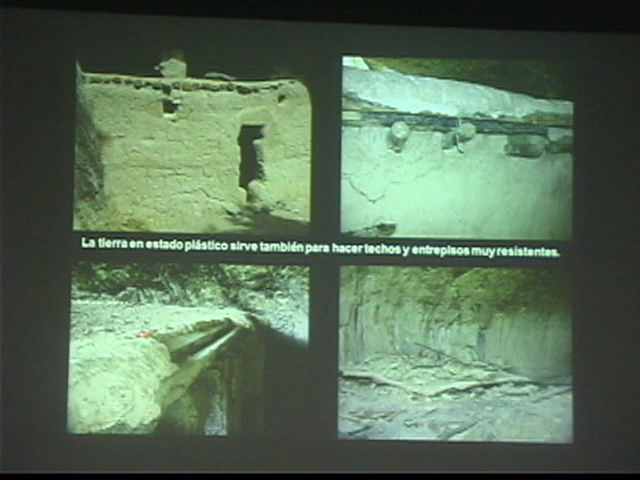 La tierra en estado plástico sirve también para hacer techos y entrepisos muy resistentes.